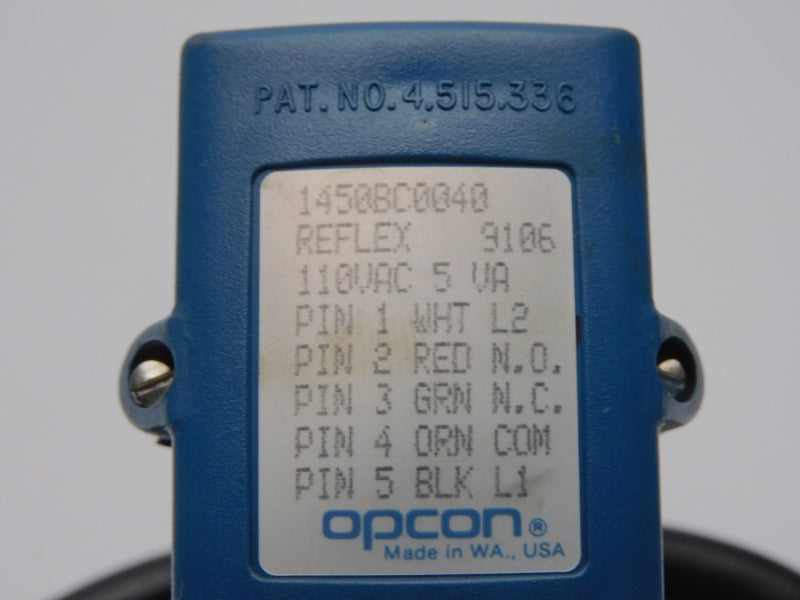 PAT. NO. 4,515,336
1450BC0040
REFLEX 9106
110VAC 5 VA
PIN 1 WHT L2
PIN 2 RED N.O.
PIN 3 GRN N.C.
PIN 4 ORN COM
PIN 5 BLK L1
opcon®
Made in WA., USA